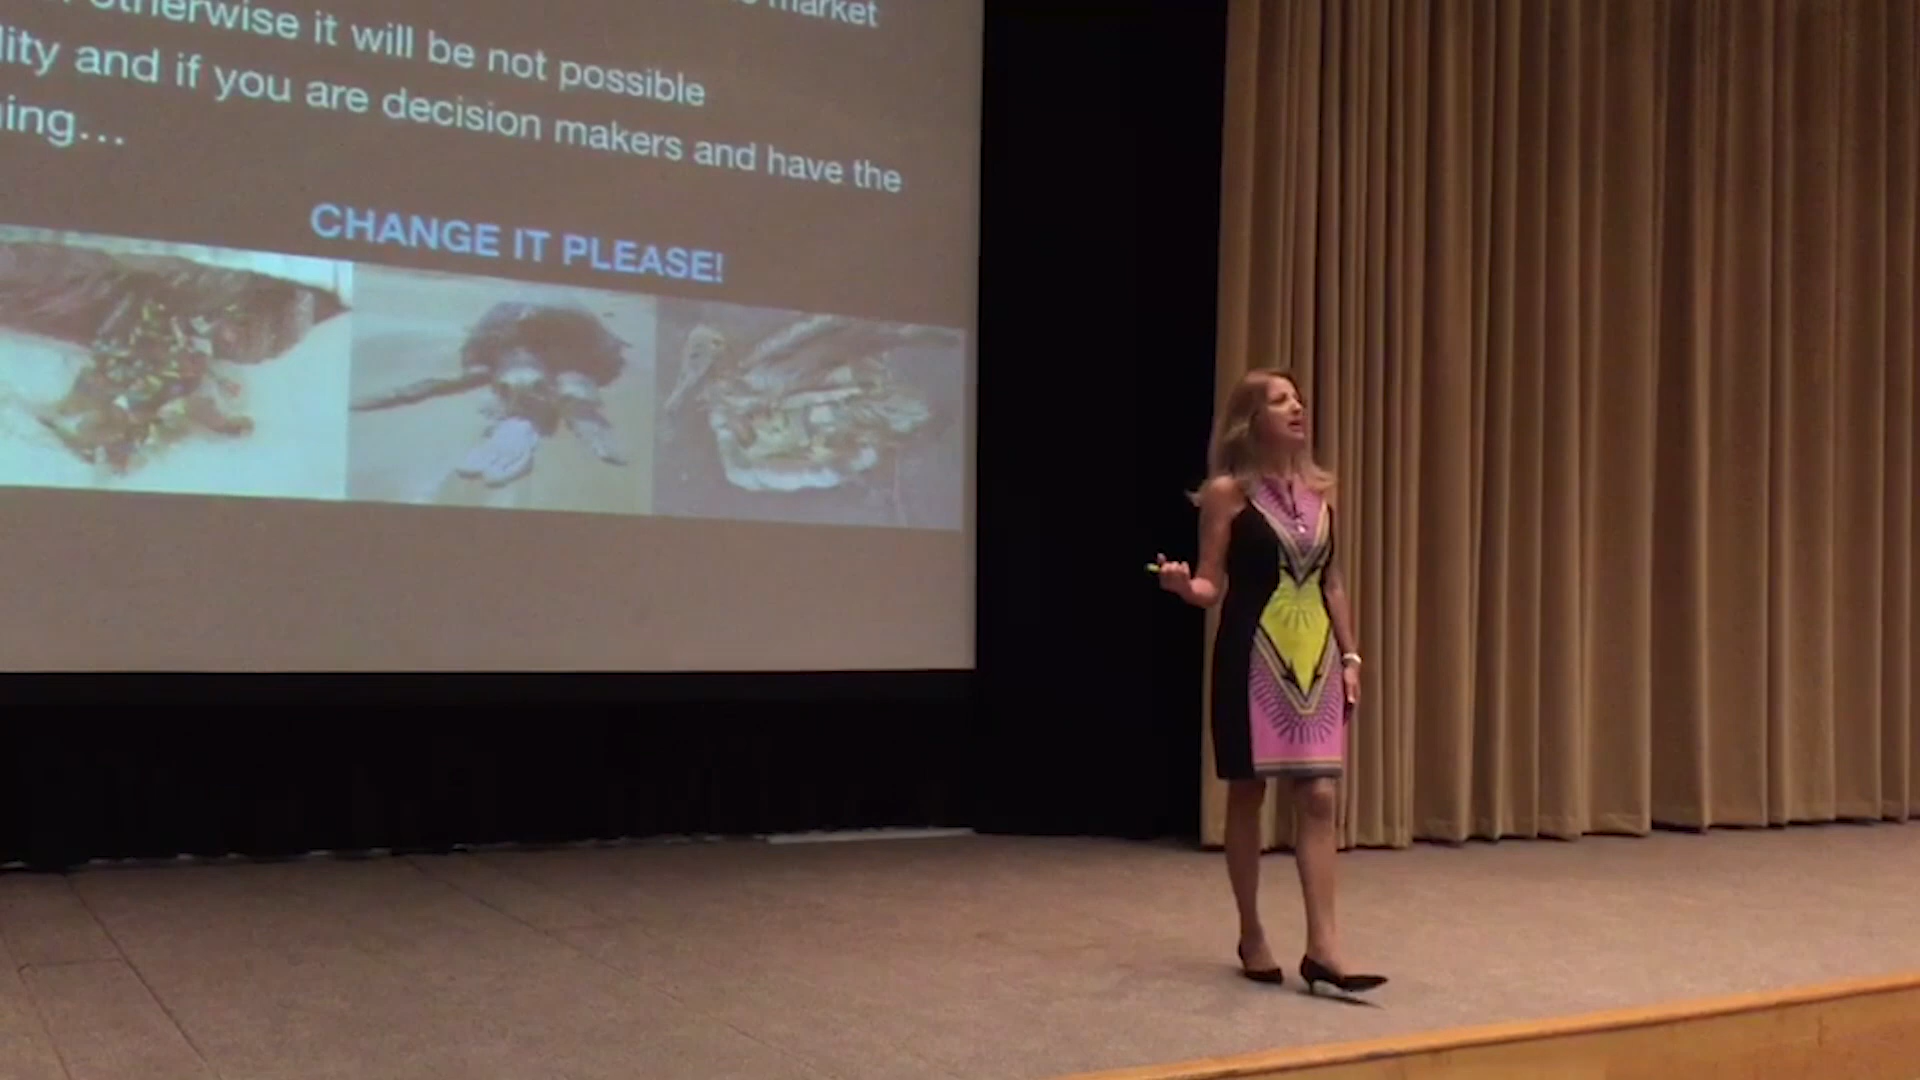 market
otherwise it will be not possible
lity and if you are decision makers and have the
ing...
CHANGE IT PLEASE!